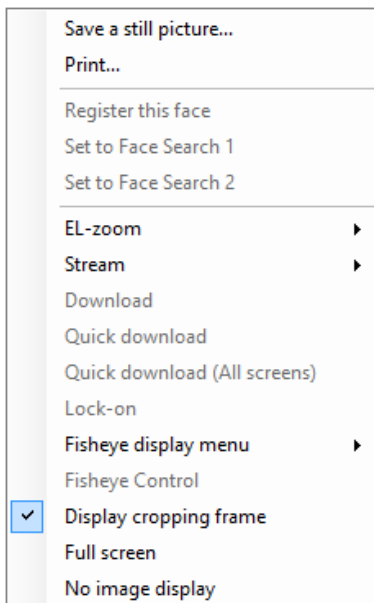 Save a still picture...
Print...
Register this face
Set to Face Search 1
Set to Face Search 2
EL-zoom
Stream
Download
Quick download
Quick download (All screens)
Lock-on
Fisheye display menu
Fisheye Control
Display cropping frame
Full screen
No image display